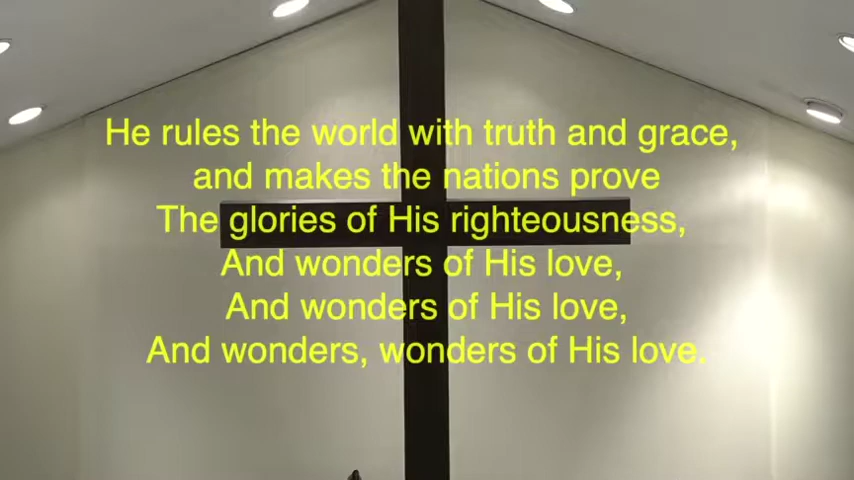 He rules the world with truth and grace,
and makes the nations prove
The glories of His righteousness,
And wonders of His love,
And wonders of His love,
And wonders, wonders of His love.